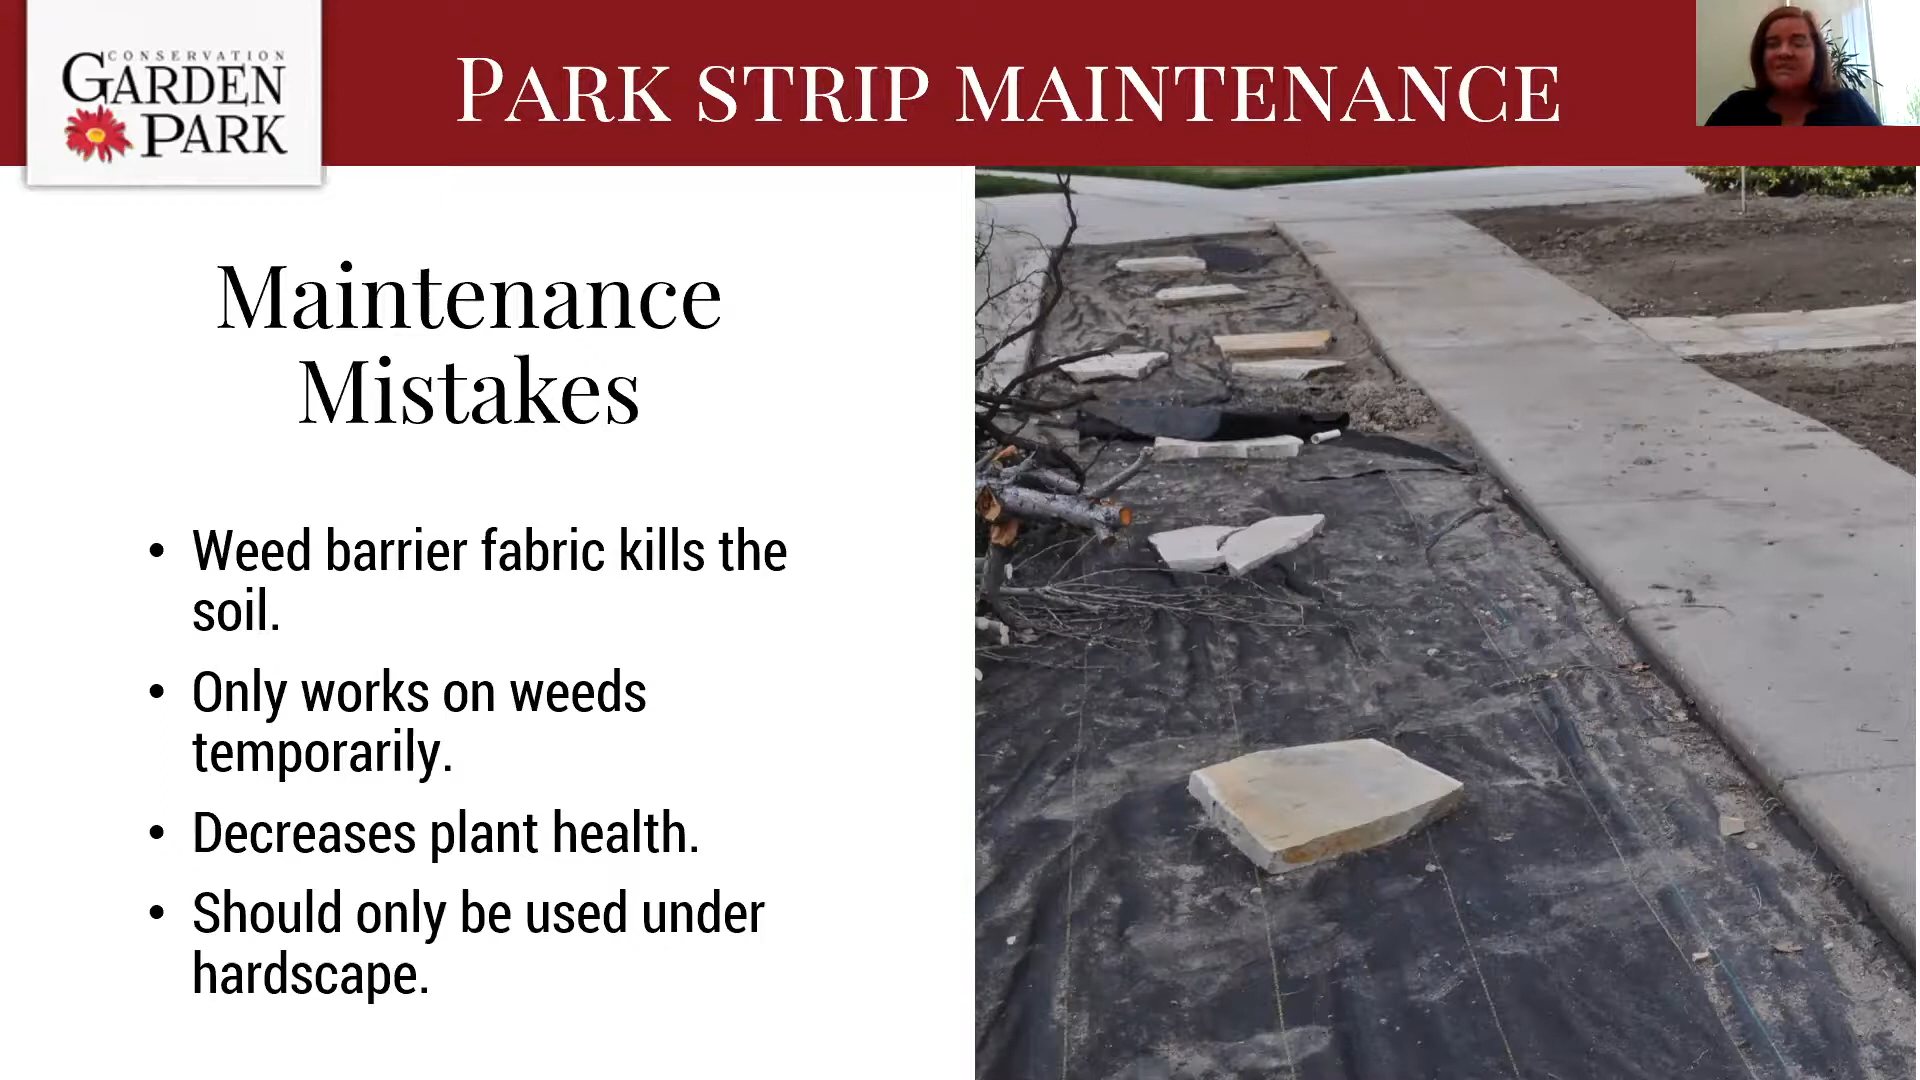 CONSERVATION
GARDEN
PARK
PARK STRIP MAINTENANCE
Maintenance
Mistakes
• Weed barrier fabric kills the
soil.
• Only works on weeds
temporarily.
• Decreases plant health.
• Should only be used under
hardscape.